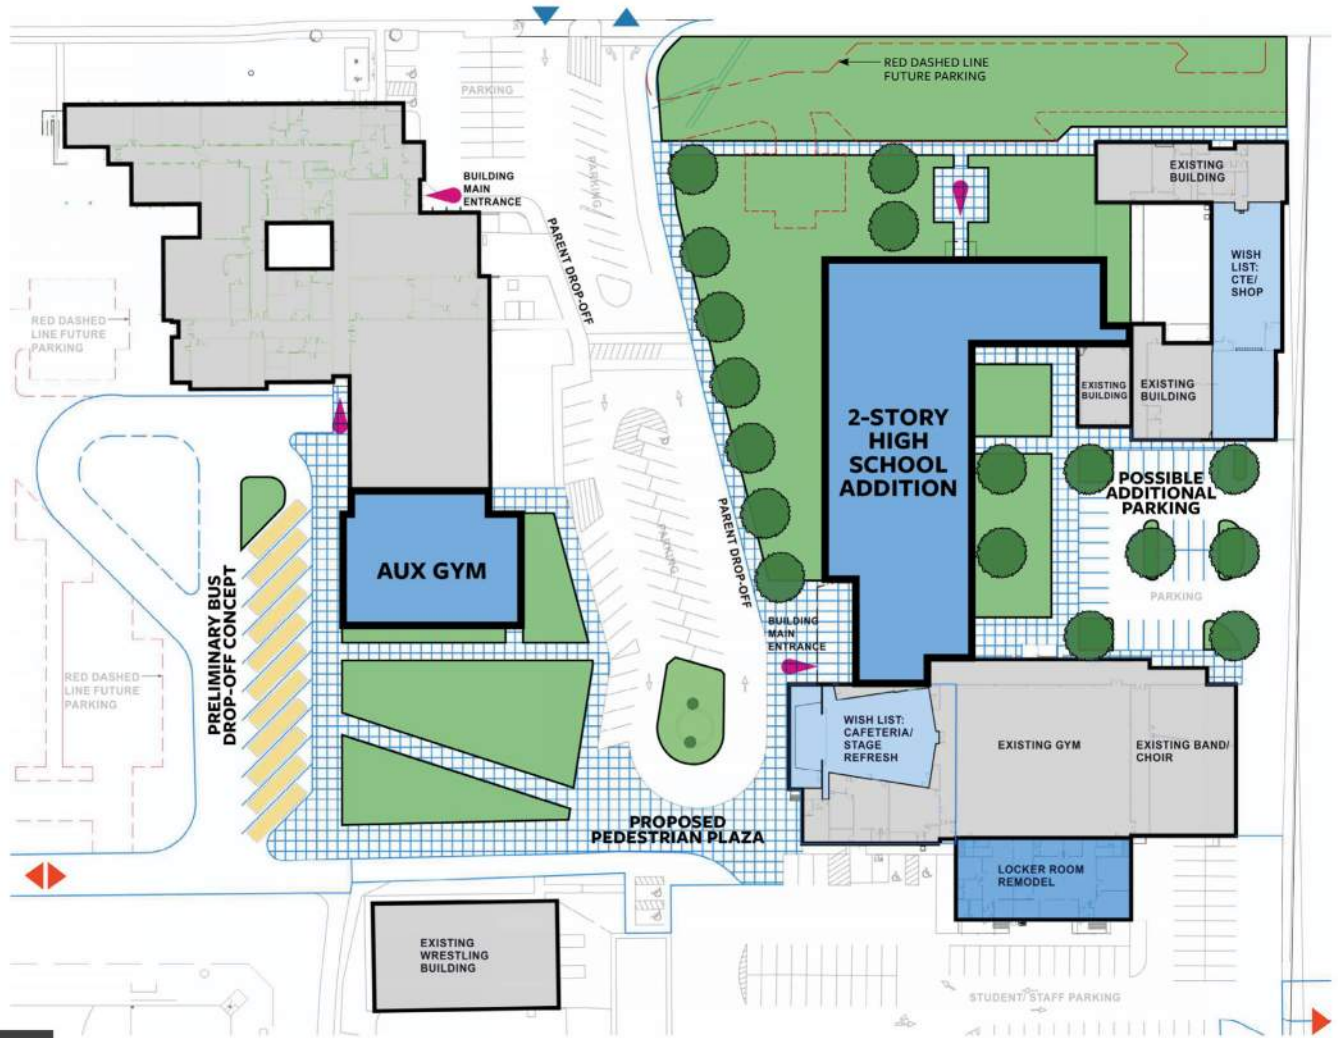 RED DASHED LINE
FUTURE PARKING
PARKING
PARKING
BUILDING
MAIN
ENTRANCE
EXISTING
BUILDING
PARENT DROP-OFF
WISH
LIST:
CTE/
SHOP
RED DASHED
LINE FUTURE
PARKING
EXISTING
BUILDING
EXISTING
BUILDING
2-STORY
HIGH
SCHOOL
ADDITION
POSSIBLE
ADDITIONAL
PARKING
PARKING
PARENT DROP-OFF
PARKING
AUX GYM
PRELIMINARY BUS
DROP-OFF CONCEPT
BUILDING
MAIN
ENTRANCE
RED DASHED
LINE FUTURE
PARKING
WISH LIST:
CAFETERIA/
STAGE
REFRESH
EXISTING GYM
EXISTING BAND/
CHOIR
PROPOSED
PEDESTRIAN PLAZA
LOCKER ROOM
REMODEL
EXISTING
WRESTLING
BUILDING
STUDENT/ STAFF PARKING